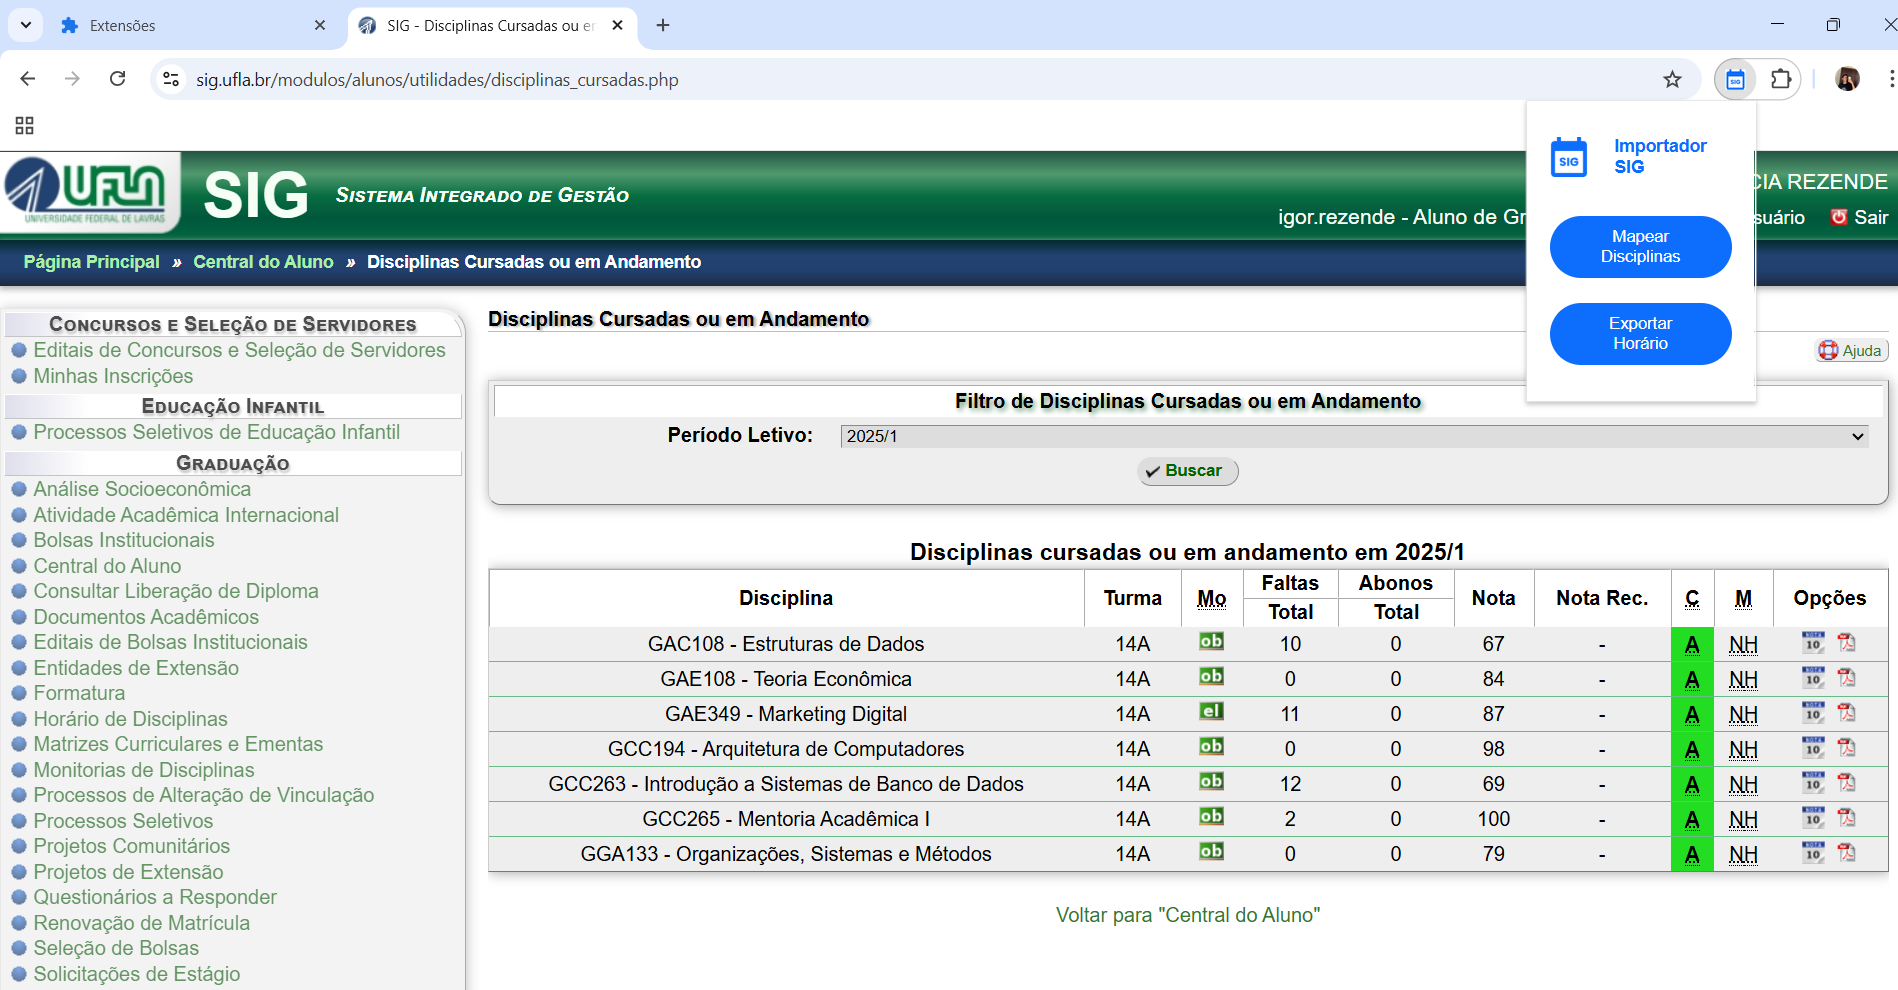 Extensões
SIG - Disciplinas Cursadas ou er
sig.ufla.br/modulos/alunos/utilidades/disciplinas_cursadas.php
SIG
Importador
SIG
Mapear
Disciplinas
Exportar
Horário
UFLA
UNIVERSIDADE FEDERAL DE LAVRAS
SIG
SISTEMA INTEGRADO DE GESTÃO
CIA REZENDE
igor.rezende - Aluno de Gr
suário
Sair
Página Principal » Central do Aluno » Disciplinas Cursadas ou em Andamento
CONCURSOS E SELEÇÃO DE SERVIDORES
Editais de Concursos e Seleção de Servidores
Minhas Inscrições
EDUCAÇÃO INFANTIL
Processos Seletivos de Educação Infantil
GRADUAÇÃO
Análise Socioeconômica
Atividade Acadêmica Internacional
Bolsas Institucionais
Central do Aluno
Consultar Liberação de Diploma
Documentos Acadêmicos
Editais de Bolsas Institucionais
Entidades de Extensão
Formatura
Horário de Disciplinas
Matrizes Curriculares e Ementas
Monitorias de Disciplinas
Processos de Alteração de Vinculação
Processos Seletivos
Projetos Comunitários
Projetos de Extensão
Questionários a Responder
Renovação de Matrícula
Seleção de Bolsas
Solicitações de Estágio
Disciplinas Cursadas ou em Andamento
Ajuda
Filtro de Disciplinas Cursadas ou em Andamento
Período Letivo: 2025/1
Buscar
Disciplinas cursadas ou em andamento em 2025/1
Disciplina Turma Mo Faltas Abonos Nota Nota Rec. C M Opções
Total Total
GAC108 - Estruturas de Dados 14A ob 10 0 67 - A NH NOTA 10
GAE108 - Teoria Econômica 14A ob 0 0 84 - A NH NOTA 10
GAE349 - Marketing Digital 14A el 11 0 87 - A NH NOTA 10
GCC194 - Arquitetura de Computadores 14A ob 0 0 98 - A NH NOTA 10
GCC263 - Introdução a Sistemas de Banco de Dados 14A ob 12 0 69 - A NH NOTA 10
GCC265 - Mentoria Acadêmica I 14A ob 2 0 100 - A NH NOTA 10
GGA133 - Organizações, Sistemas e Métodos 14A ob 0 0 79 - A NH NOTA 10
Voltar para "Central do Aluno"